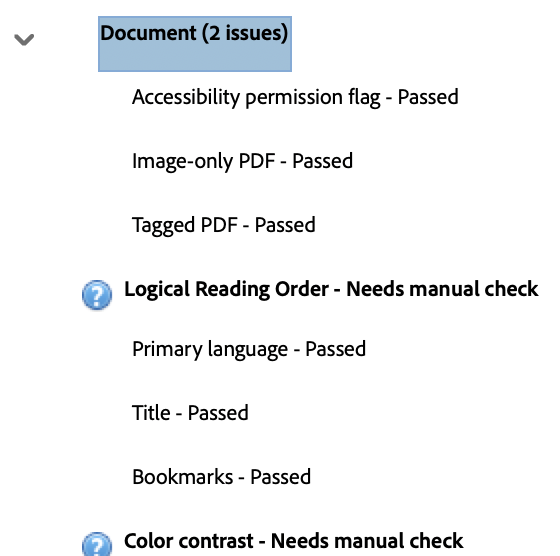 Document (2 issues)
Accessibility permission flag - Passed
Image-only PDF - Passed
Tagged PDF - Passed
Logical Reading Order - Needs manual check
Primary language - Passed
Title - Passed
Bookmarks - Passed
Color contrast - Needs manual check